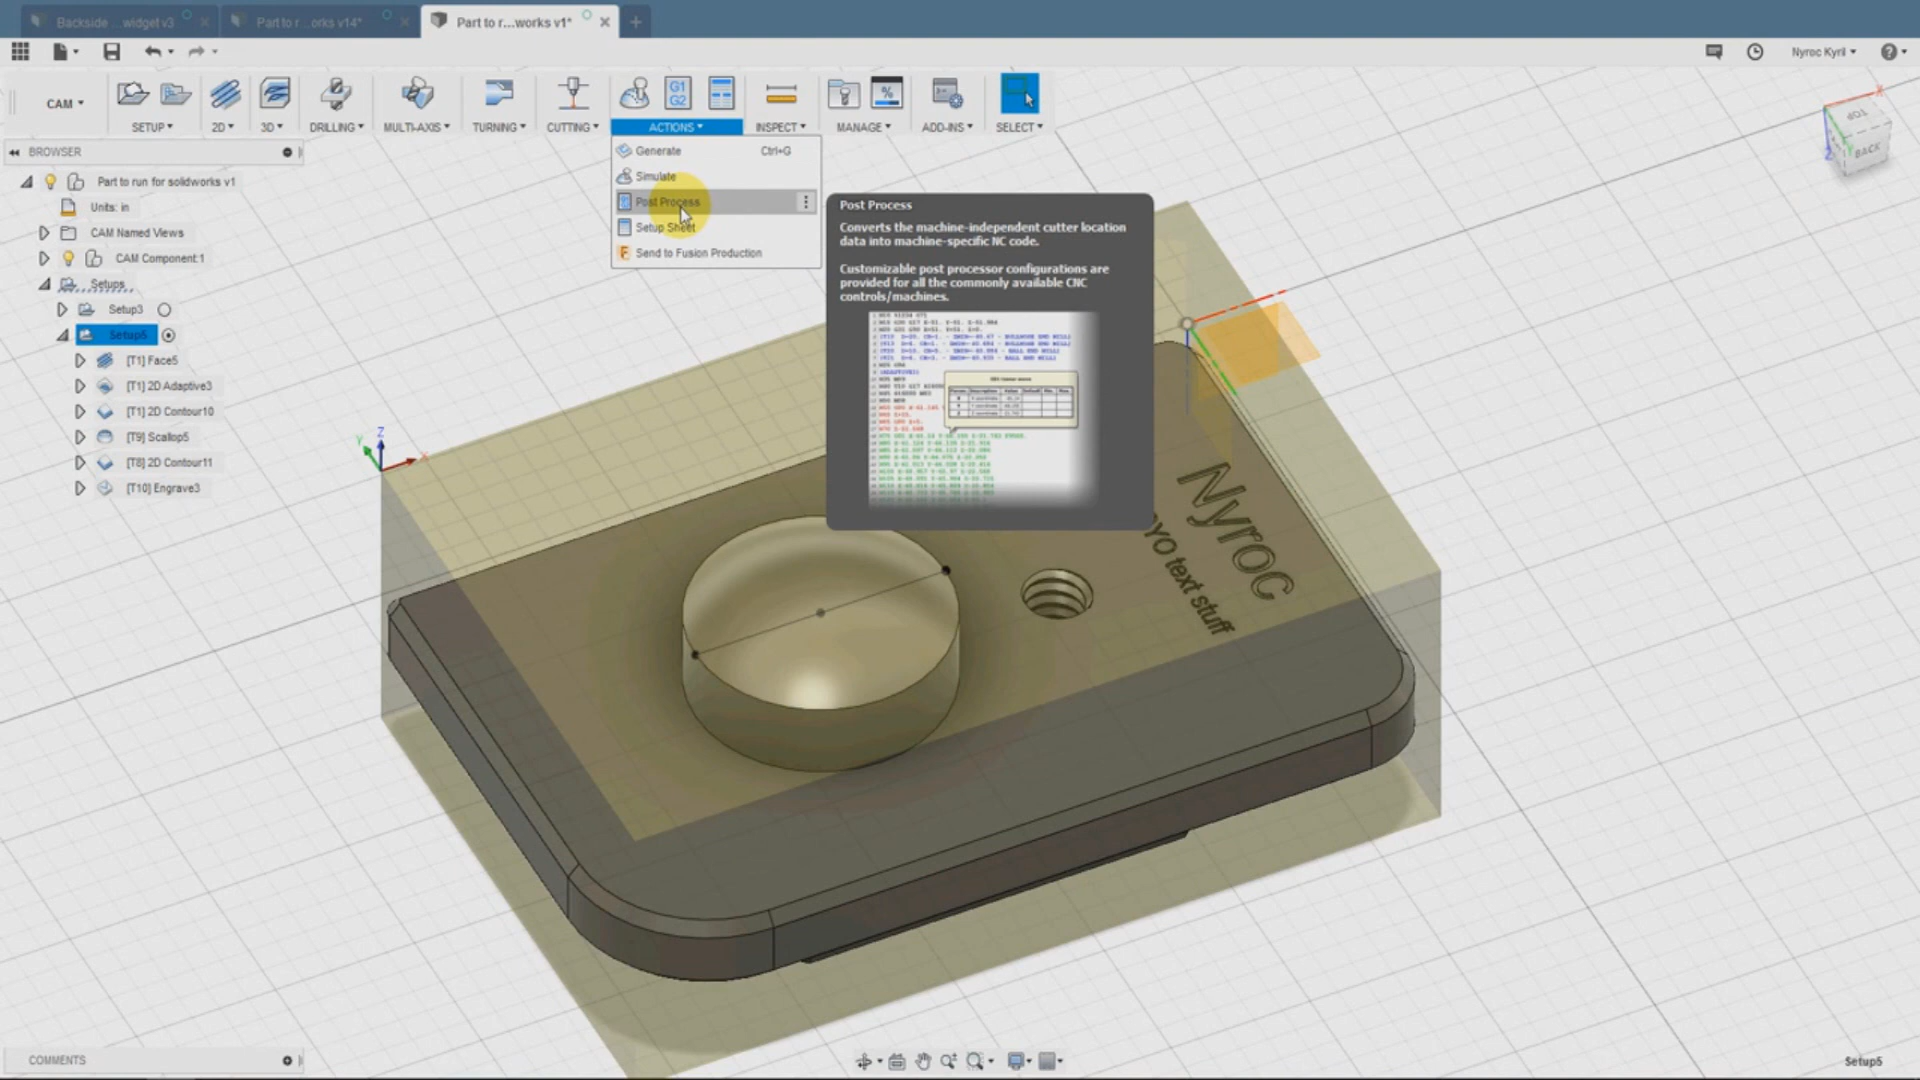 Backside ...widget v3
Part to r...orks v14*
Part to r...works v1*
Nyroc Kyril
CAM
SETUP
2D
3D
DRILLING
MULTI-AXIS
TURNING
CUTTING
G1
G2
ACTIONS
INSPECT
MANAGE
ADD-INS
SELECT
BROWSER
Part to run for solidworks v1
Units: in
CAM Named Views
CAM Component:1
Setups
Setup3
Setup5
[T1] Face5
[T1] 2D Adaptive3
[T1] 2D Contour10
[T9] Scallop5
[T8] 2D Contour11
[T10] Engrave3
Generate Ctrl+G
Simulate
Post Process
Setup Sheet
Send to Fusion Production
Post Process
Converts the machine-independent cutter location
data into machine-specific NC code.
Customizable post processor configurations are
provided for all the commonly available CNC
controls/machines.
TOP
BACK
X
Z
Z
Y
X
Nyroc
YO text stuff
COMMENTS
Setup5